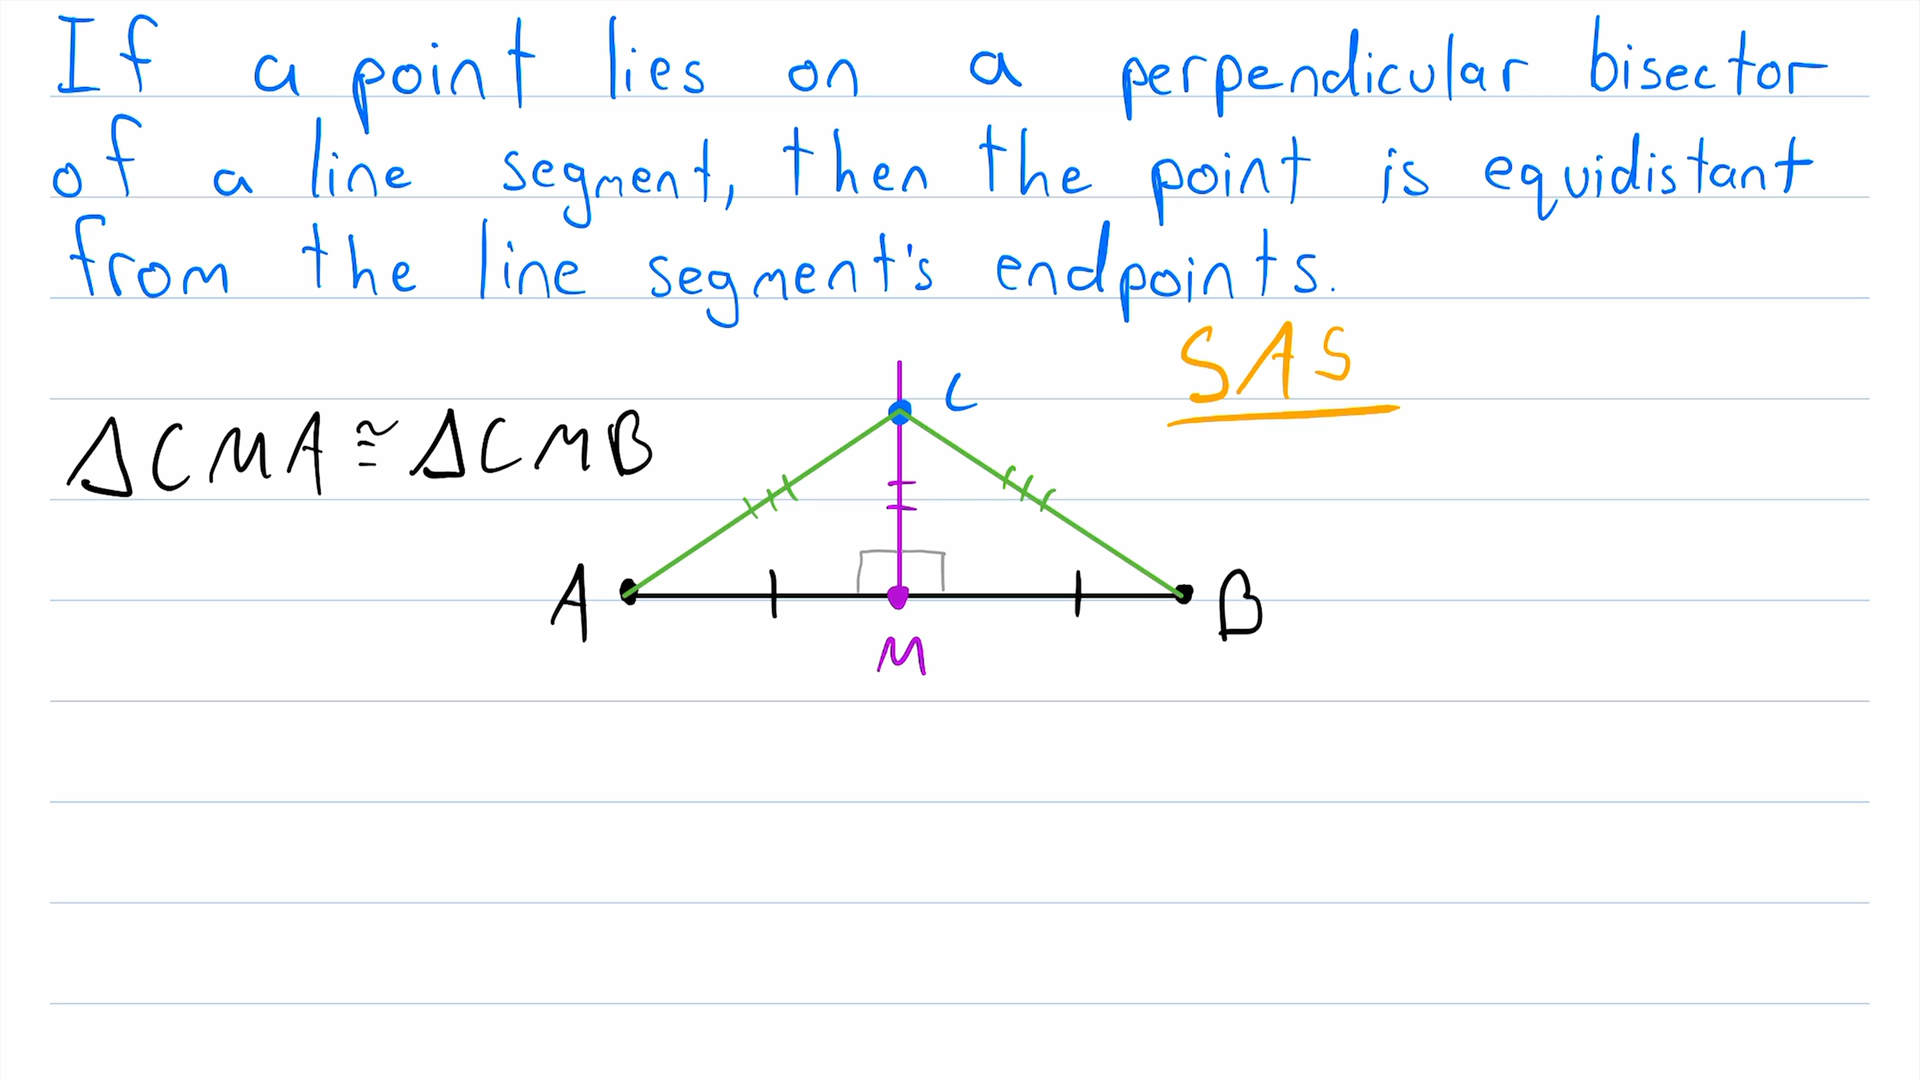 If a point lies on a perpendicular bisector
of a line segment, then the point is equidistant
from the line segment's endpoints.
SAS
C
ΔCMA ≅ ΔCMB
A
B
M